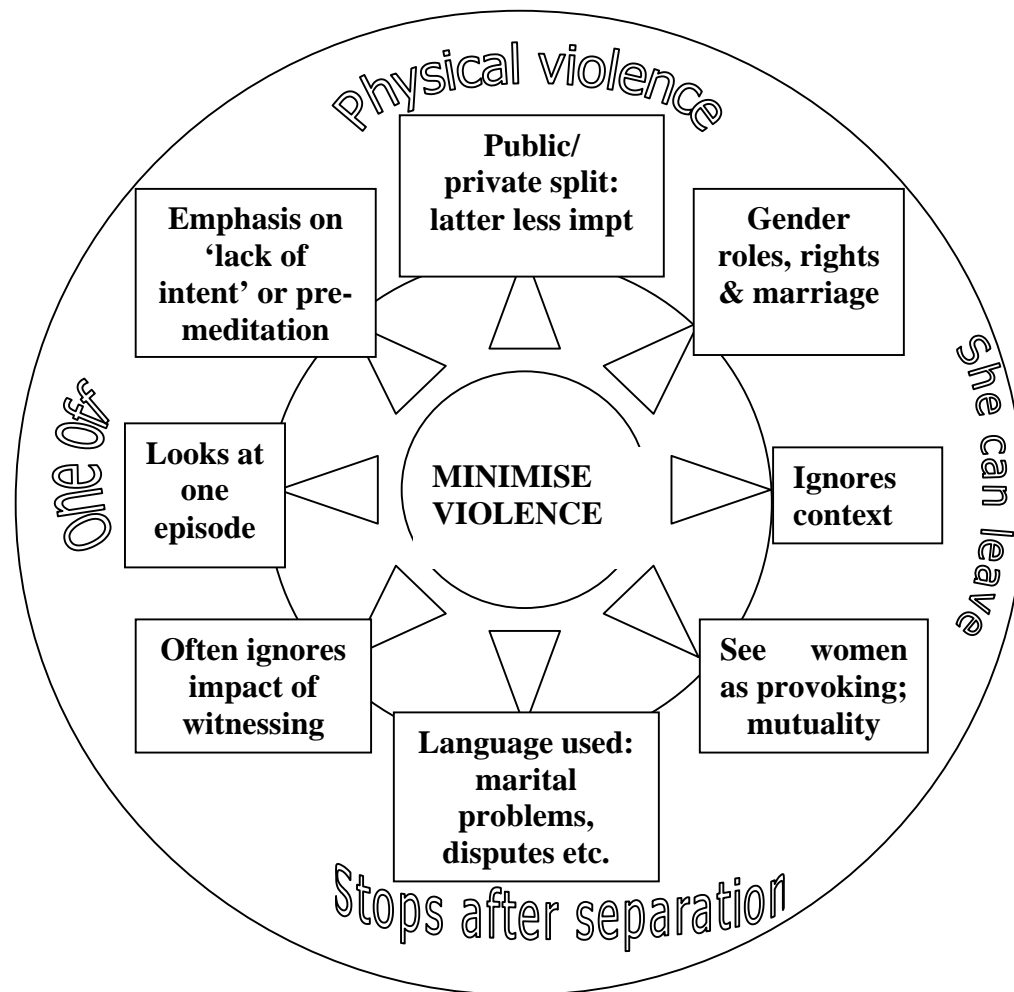 Physical violence
Public/
private split:
latter less impt
Emphasis on
‘lack of
intent’ or pre-
meditation
Gender
roles, rights
& marriage
She can leave
one off
Looks at
one
episode
MINIMISE
VIOLENCE
Ignores
context
Often ignores
impact of
witnessing
Language used:
marital
problems,
disputes etc.
See women
as provoking;
mutuality
Stops after separation